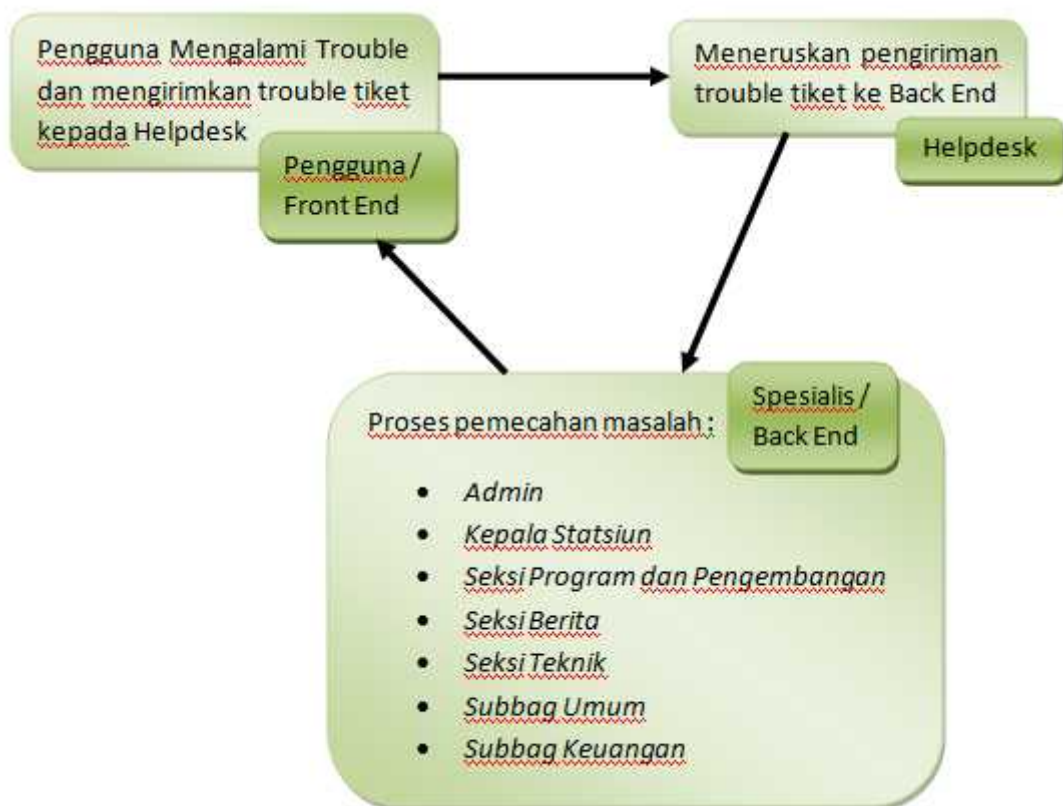 Pengguna Mengalami Trouble
dan mengirimkan trouble tiket
kepada Helpdesk
Pengguna /
Front End
Meneruskan pengiriman
trouble tiket ke Back End
Helpdesk
Spesialis /
Back End
Proses pemecahan masalah :
• Admin
• Kepala Statsiun
• Seksi Program dan Pengembangan
• Seksi Berita
• Seksi Teknik
• Subbag Umum
• Subbag Keuangan